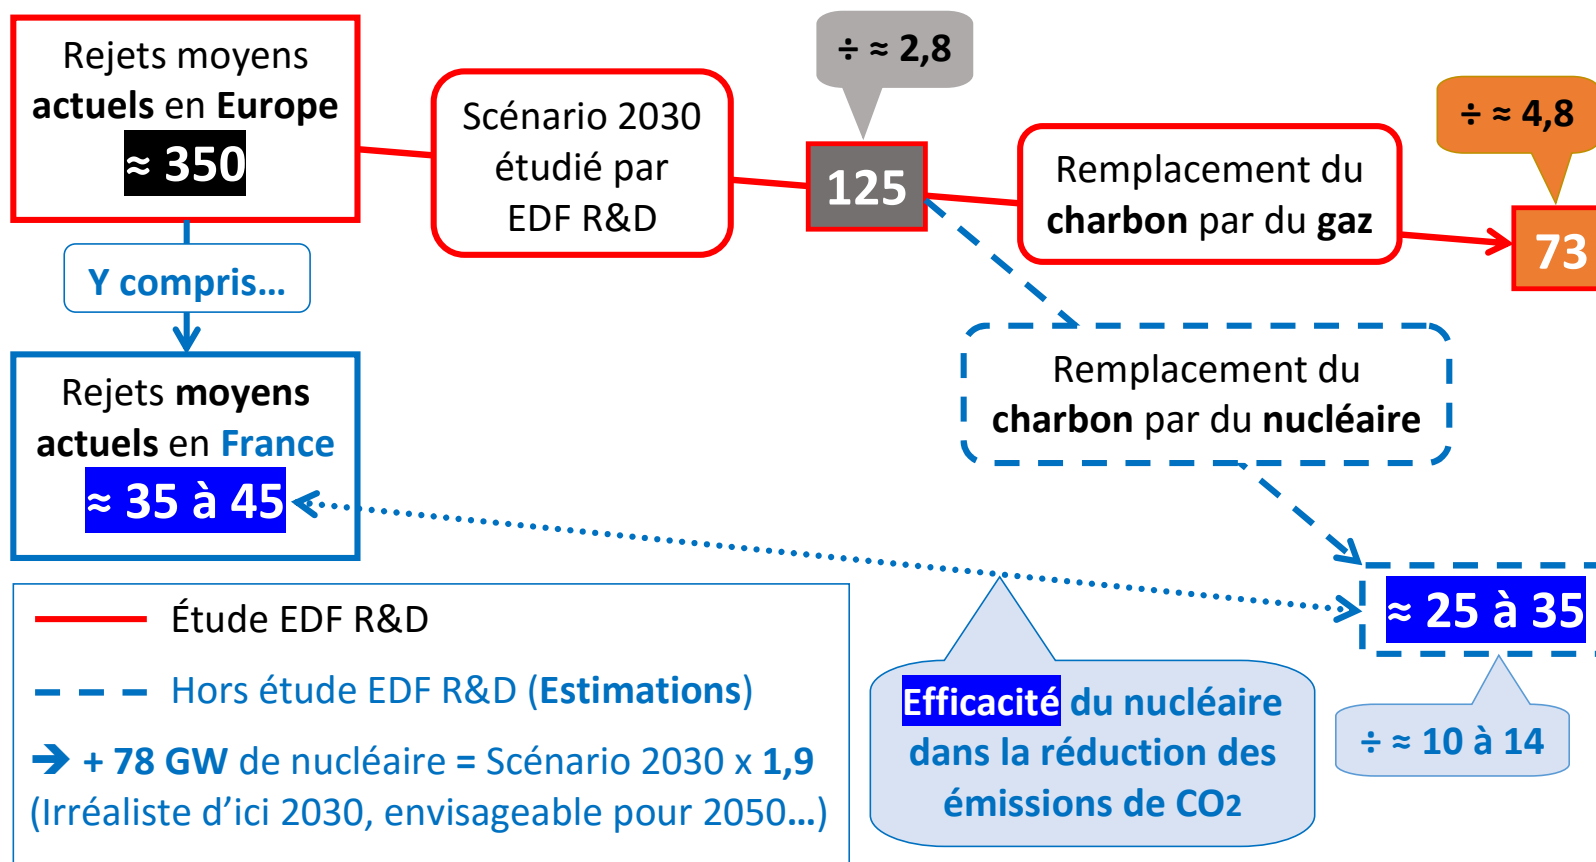 Rejets moyens
actuels en Europe
≈ 350
Scénario 2030
étudié par
EDF R&D
÷ ≈ 2,8
125
Remplacement du
charbon par du gaz
÷ ≈ 4,8
73
Y compris…
Rejets moyens
actuels en France
≈ 35 à 45
Remplacement du
charbon par du nucléaire
≈ 25 à 35
÷ ≈ 10 à 14
Efficacité du nucléaire
dans la réduction des
émissions de CO2
Étude EDF R&D
Hors étude EDF R&D (Estimations)
➔ + 78 GW de nucléaire = Scénario 2030 x 1,9
(Irréaliste d’ici 2030, envisageable pour 2050…)